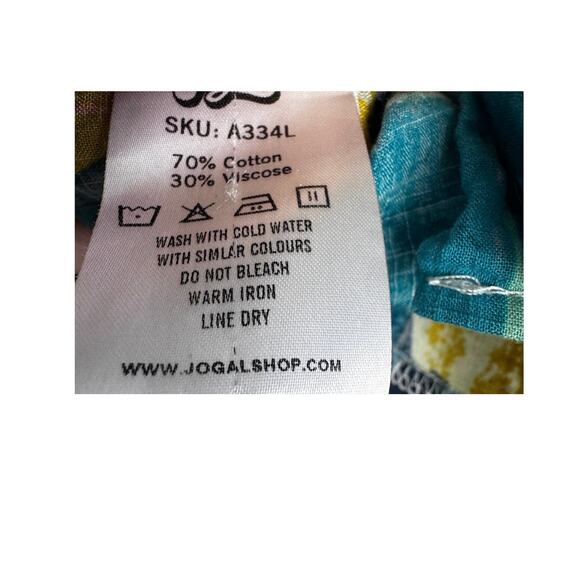 SKU: A334L
70% Cotton
30% Viscose
WASH WITH COLD WATER
WITH SIMLAR COLOURS
DO NOT BLEACH
WARM IRON
LINE DRY
WWW.JOGALSHOP.COM